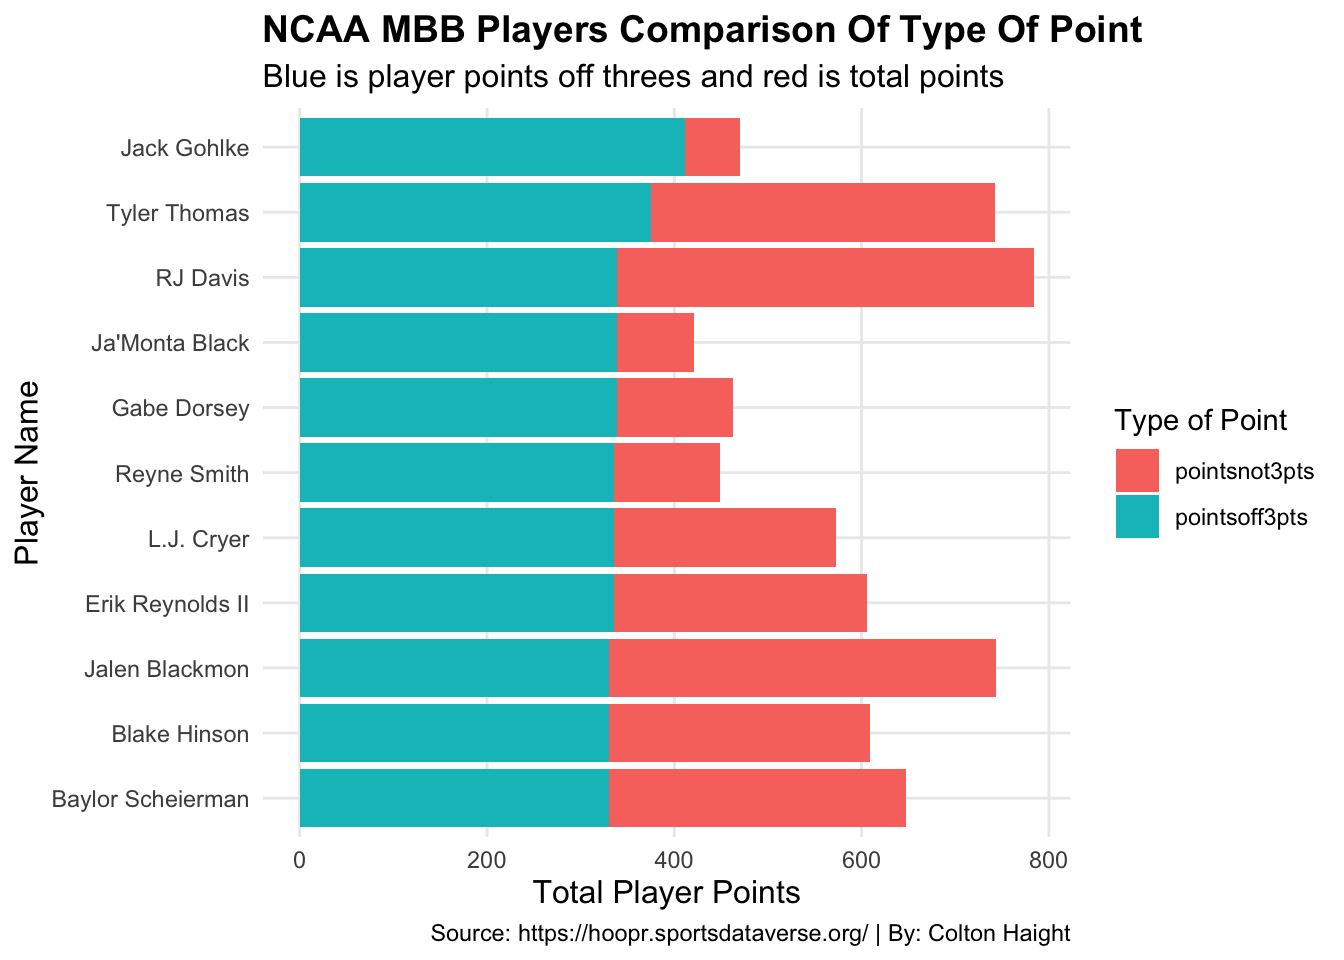 NCAA MBB Players Comparison Of Type Of Point
Blue is player points off threes and red is total points
Player Name
Jack Gohlke
Tyler Thomas
RJ Davis
Ja'Monta Black
Gabe Dorsey
Reyne Smith
L.J. Cryer
Erik Reynolds II
Jalen Blackmon
Blake Hinson
Baylor Scheierman
0 200 400 600 800
Total Player Points
Type of Point
pointsnot3pts
pointsoff3pts
Source: https://hoopr.sportsdataverse.org/ | By: Colton Haight